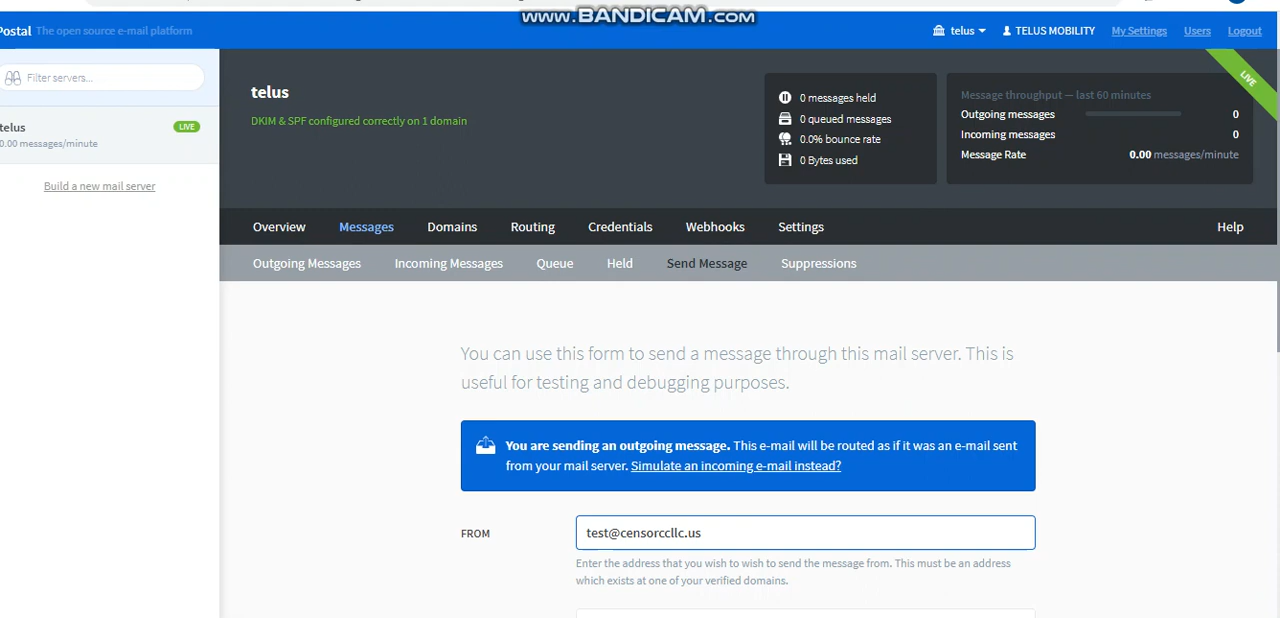 www.BANDICAM.com
Postal The open source e-mail platform
telus
TELUS MOBILITY
My Settings
Users
Logout
Filter servers...
telus
LIVE
0.00 messages/minute
Build a new mail server
telus
DKIM & SPF configured correctly on 1 domain
0 messages held
0 queued messages
0.0% bounce rate
0 Bytes used
Message throughput — last 60 minutes
Outgoing messages 0
Incoming messages 0
Message Rate 0.00 messages/minute
LIVE
Overview Messages Domains Routing Credentials Webhooks Settings Help
Outgoing Messages Incoming Messages Queue Held Send Message Suppressions
You can use this form to send a message through this mail server. This is
useful for testing and debugging purposes.
You are sending an outgoing message. This e-mail will be routed as if it was an e-mail sent
from your mail server. Simulate an incoming e-mail instead?
FROM test@censorccllc.us
Enter the address that you wish to wish to send the message from. This must be an address
which exists at one of your verified domains.